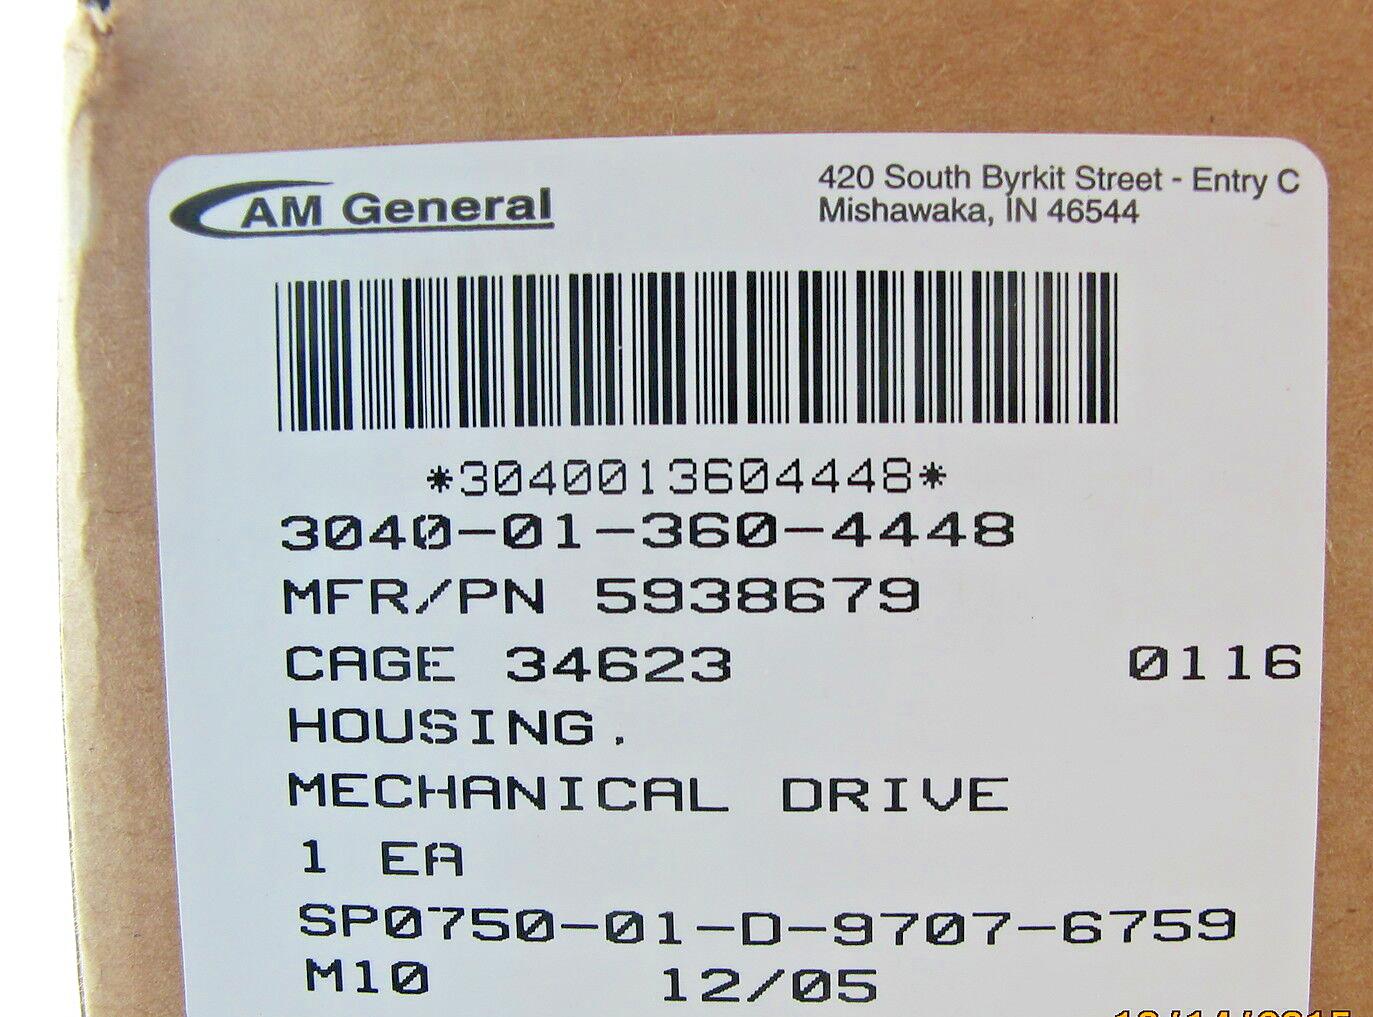 AM General
420 South Byrkit Street - Entry C
Mishawaka, IN 46544
*3040013604448*
3040-01-360-4448
MFR/PN 5938679
CAGE 34623 0116
HOUSING.
MECHANICAL DRIVE
1 EA
SP0750-01-D-9707-6759
M10 12/05